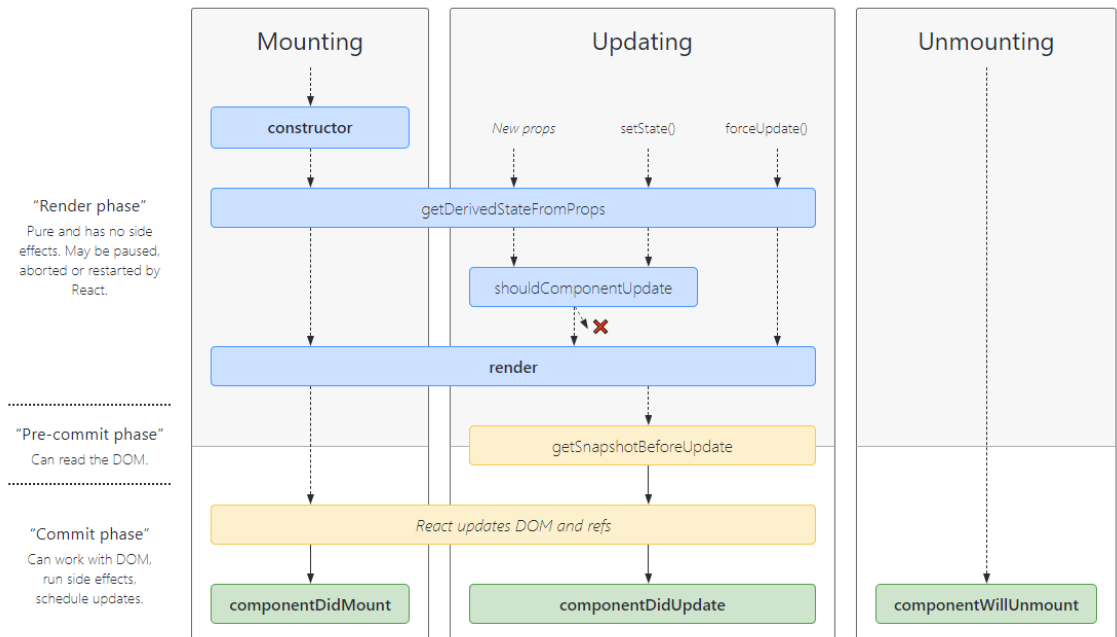 Mounting
Updating
Unmounting
constructor
New props
setState()
forceUpdate()
“Render phase”
Pure and has no side
effects. May be paused,
aborted or restarted by
React.
getDerivedStateFromProps
shouldComponentUpdate
render
“Pre-commit phase”
Can read the DOM.
getSnapshotBeforeUpdate
“Commit phase”
Can work with DOM,
run side effects,
schedule updates.
React updates DOM and refs
componentDidMount
componentDidUpdate
componentWillUnmount